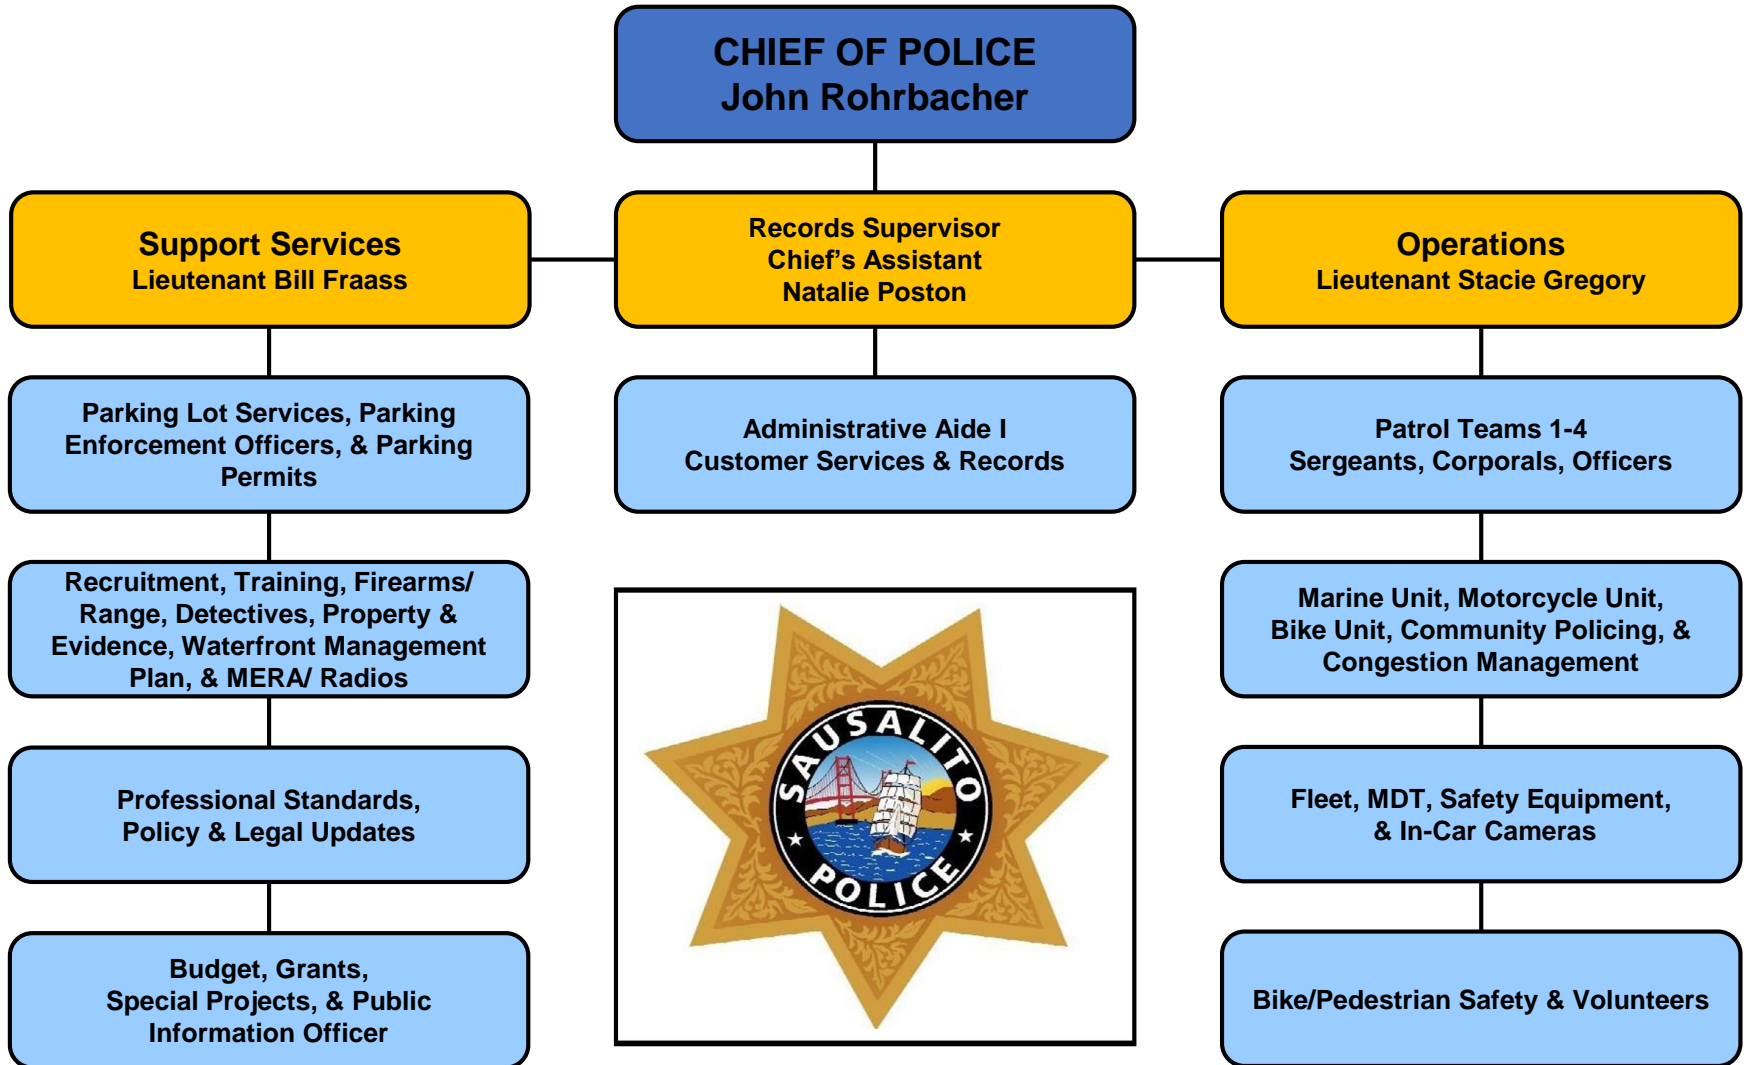 CHIEF OF POLICE
John Rohrbacher
Support Services
Lieutenant Bill Fraass
Records Supervisor
Chief’s Assistant
Natalie Poston
Operations
Lieutenant Stacie Gregory
Parking Lot Services, Parking
Enforcement Officers, & Parking
Permits
Administrative Aide I
Customer Services & Records
Patrol Teams 1-4
Sergeants, Corporals, Officers
Recruitment, Training, Firearms/
Range, Detectives, Property &
Evidence, Waterfront Management
Plan, & MERA/ Radios
Marine Unit, Motorcycle Unit,
Bike Unit, Community Policing, &
Congestion Management
SAUSALITO
POLICE
Professional Standards,
Policy & Legal Updates
Fleet, MDT, Safety Equipment,
& In-Car Cameras
Budget, Grants,
Special Projects, & Public
Information Officer
Bike/Pedestrian Safety & Volunteers